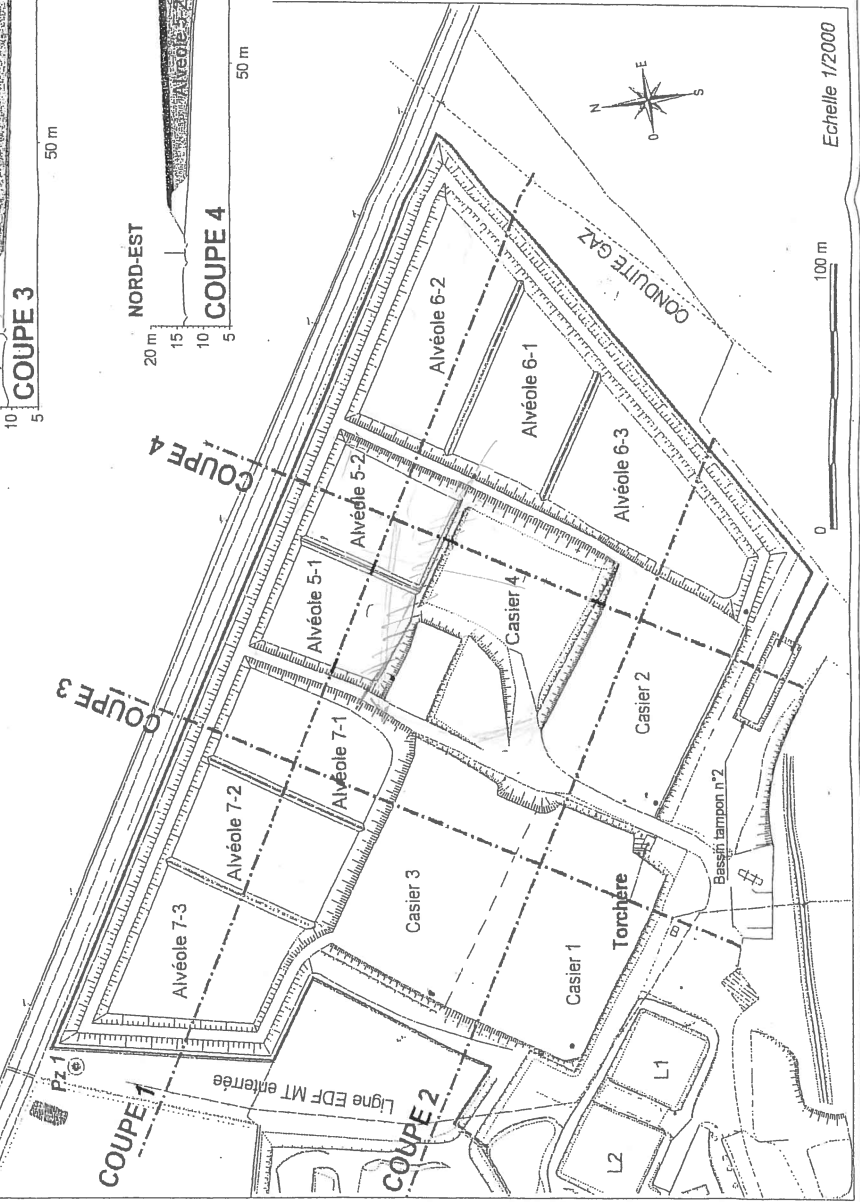 COUPE 3
10
5
50 m
Alvéole 5-2
NORD-EST
20 m
15
10
5
COUPE 4
50 m
N
E
S
O
Echelle 1/2000
CONDUITE GAZ
100 m
0
COUPE 4
COUPE 3
Alvéole 6-2
Alvéole 6-1
Alvéole 6-3
Alvéole 5-2
Alvéole 5-1
Alvéole 7-1
Alvéole 7-2
Alvéole 7-3
Casier 4
Casier 2
Casier 3
Casier 1
Torchère
Bassin tampon n°2
Pz 1
COUPE 1
Ligne EDF MT enterrée
COUPE 2
L1
L2